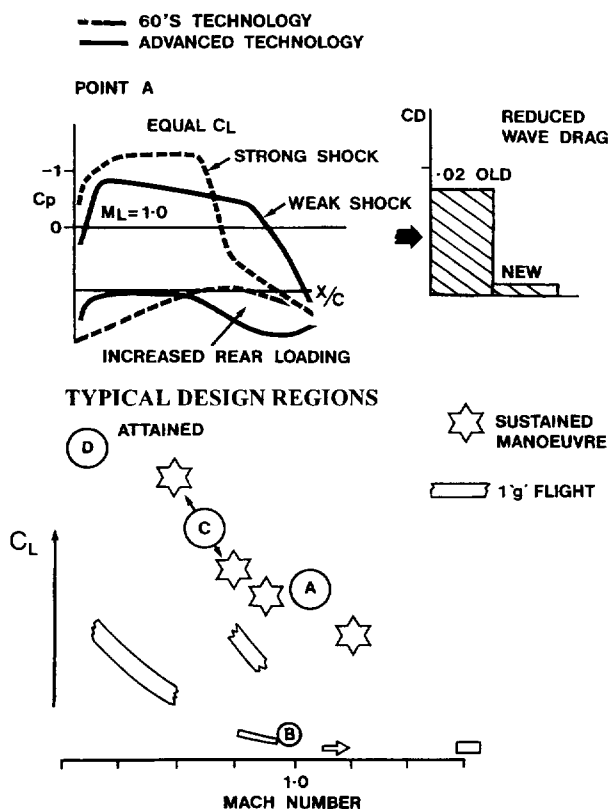 60'S TECHNOLOGY
ADVANCED TECHNOLOGY
POINT A
EQUAL CL
STRONG SHOCK
-1
Cp
ML=1·0
WEAK SHOCK
0
X/C
INCREASED REAR LOADING
CD
REDUCED
WAVE DRAG
·02 OLD
NEW
TYPICAL DESIGN REGIONS
D
ATTAINED
SUSTAINED
MANOEUVRE
1'g' FLIGHT
C
CL
A
B
1·0
MACH NUMBER